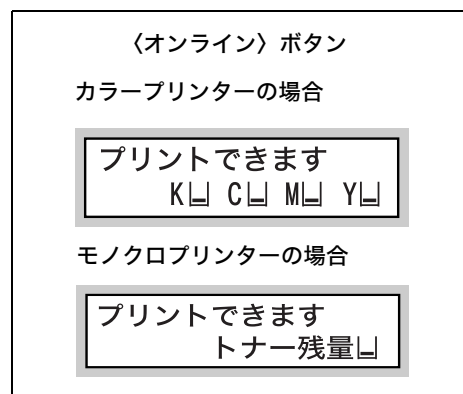 〈オンライン〉ボタン
カラープリンターの場合
プリントできます
K C M Y
モノクロプリンターの場合
プリントできます
トナー残量